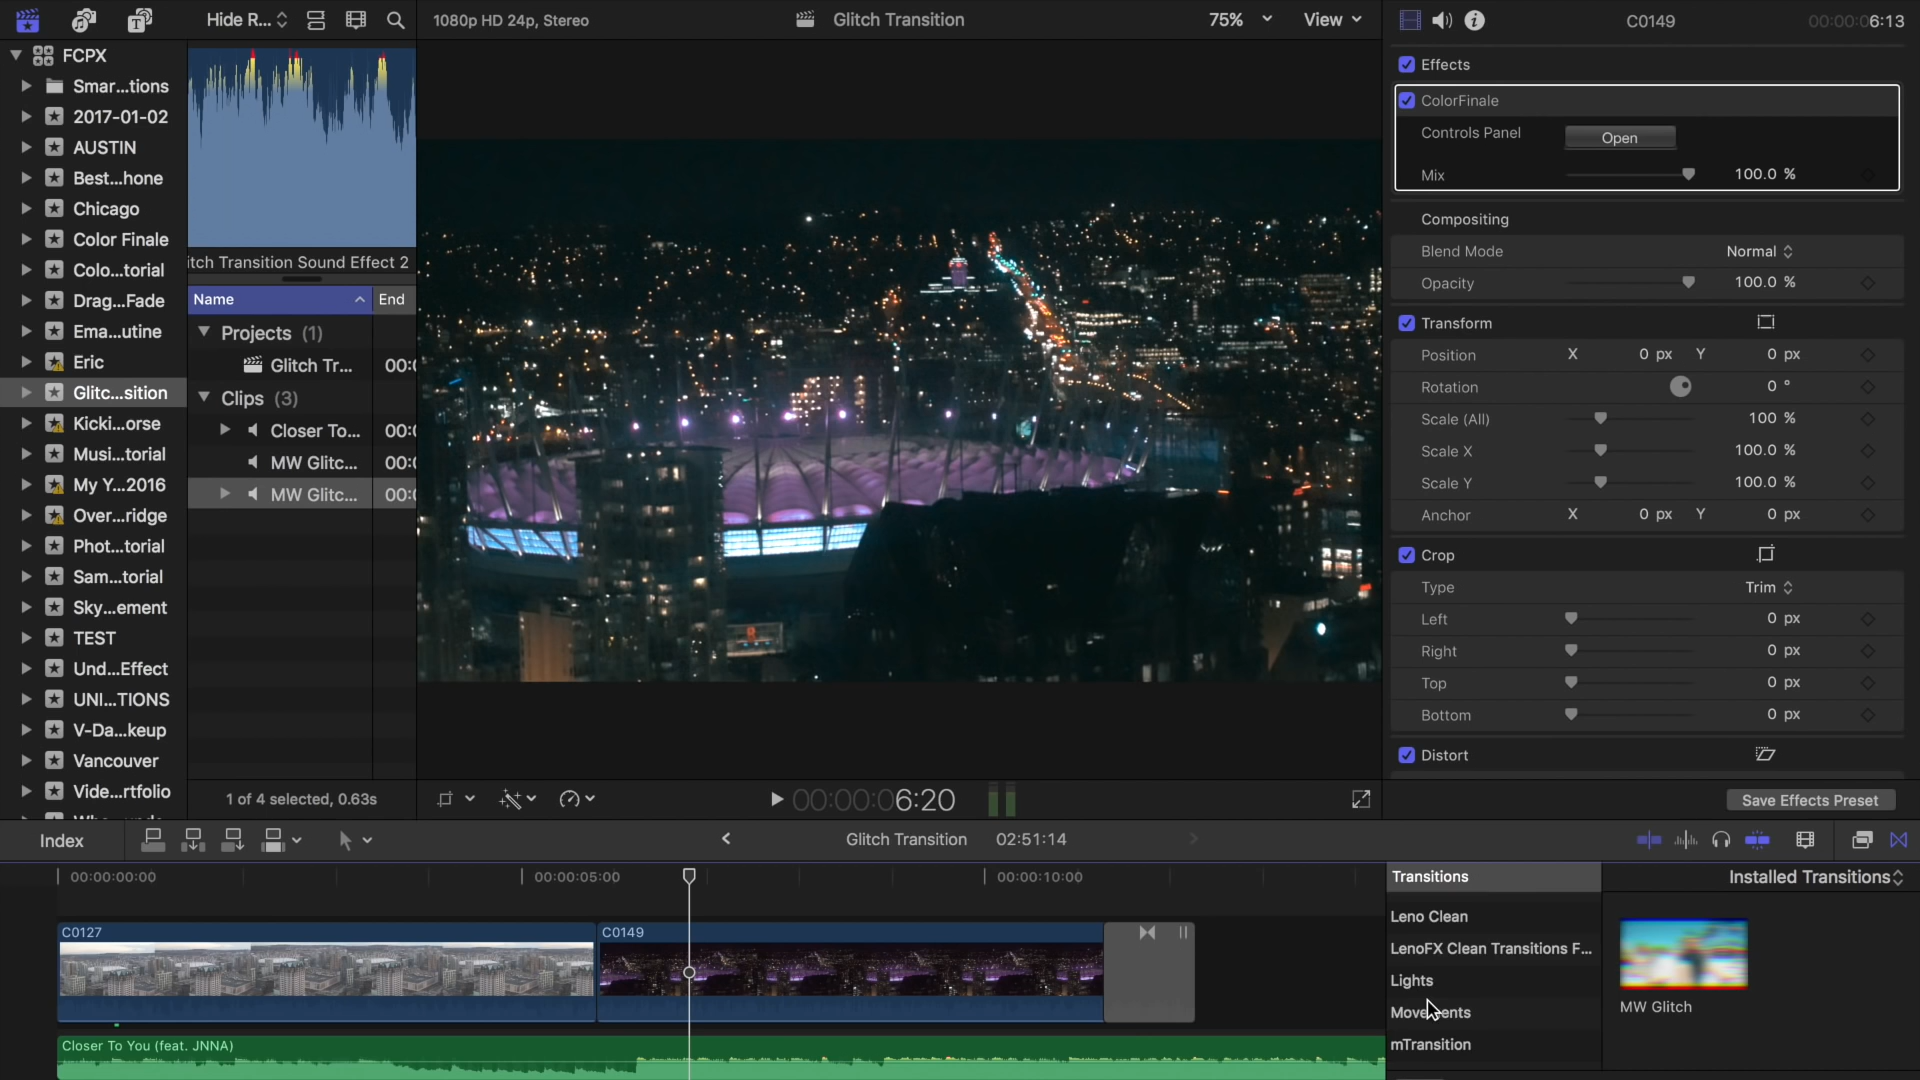 Hide R...
1080p HD 24p, Stereo
Glitch Transition
75%
View
C0149
00:00:06:13
FCPX
Smar...tions
2017-01-02
AUSTIN
Best...hone
Chicago
Color Finale
Colo...torial
Drag...Fade
Ema...utine
Eric
Glitc...sition
Kicki...orse
Musi...torial
My Y...2016
Over...ridge
Phot...torial
Sam...torial
Sky...ement
TEST
Und...Effect
UNI...TIONS
V-Da...keup
Vancouver
Vide...rtfolio
itch Transition Sound Effect 2
Name
End
Projects (1)
Glitch Tr...
00:
Clips (3)
Closer To...
00:
MW Glitc...
00:
MW Glitc...
00:
1 of 4 selected, 0.63s
Effects
ColorFinale
Controls Panel
Open
Mix
100.0 %
Compositing
Blend Mode
Normal
Opacity
100.0 %
Transform
Position
X
0 px
Y
0 px
Rotation
0 °
Scale (All)
100 %
Scale X
100.0 %
Scale Y
100.0 %
Anchor
X
0 px
Y
0 px
Crop
Type
Trim
Left
0 px
Right
0 px
Top
0 px
Bottom
0 px
Distort
Save Effects Preset
00:00:06:20
Index
Glitch Transition
02:51:14
00:00:00:00
00:00:05:00
00:00:10:00
C0127
C0149
Closer To You (feat. JNNA)
Transitions
Installed Transitions
Leno Clean
LenoFX Clean Transitions F...
Lights
Movements
mTransition
MW Glitch